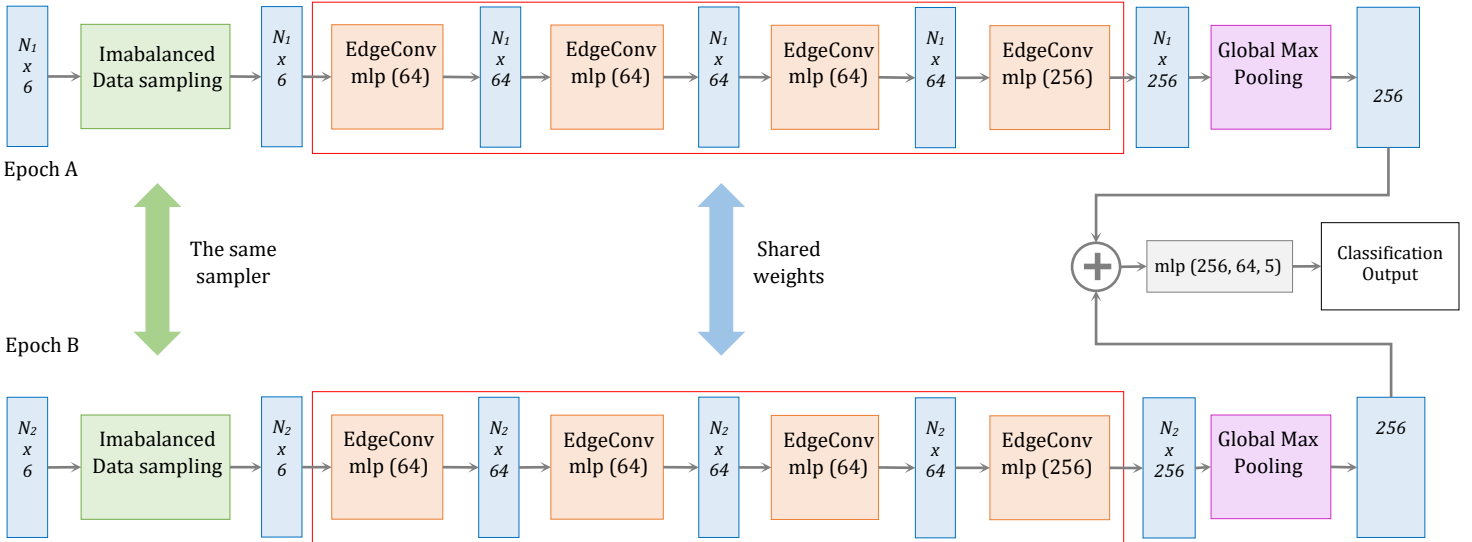 N1
x
6
Imabalanced
Data sampling
N1
x
6
EdgeConv
mlp (64)
N1
x
64
EdgeConv
mlp (64)
N1
x
64
EdgeConv
mlp (64)
N1
x
64
EdgeConv
mlp (256)
N1
x
256
Global Max
Pooling
256
Epoch A
The same
sampler
Shared
weights
+
mlp (256, 64, 5)
Classification
Output
Epoch B
N2
x
6
Imabalanced
Data sampling
N2
x
6
EdgeConv
mlp (64)
N2
x
64
EdgeConv
mlp (64)
N2
x
64
EdgeConv
mlp (64)
N2
x
64
EdgeConv
mlp (256)
N2
x
256
Global Max
Pooling
256